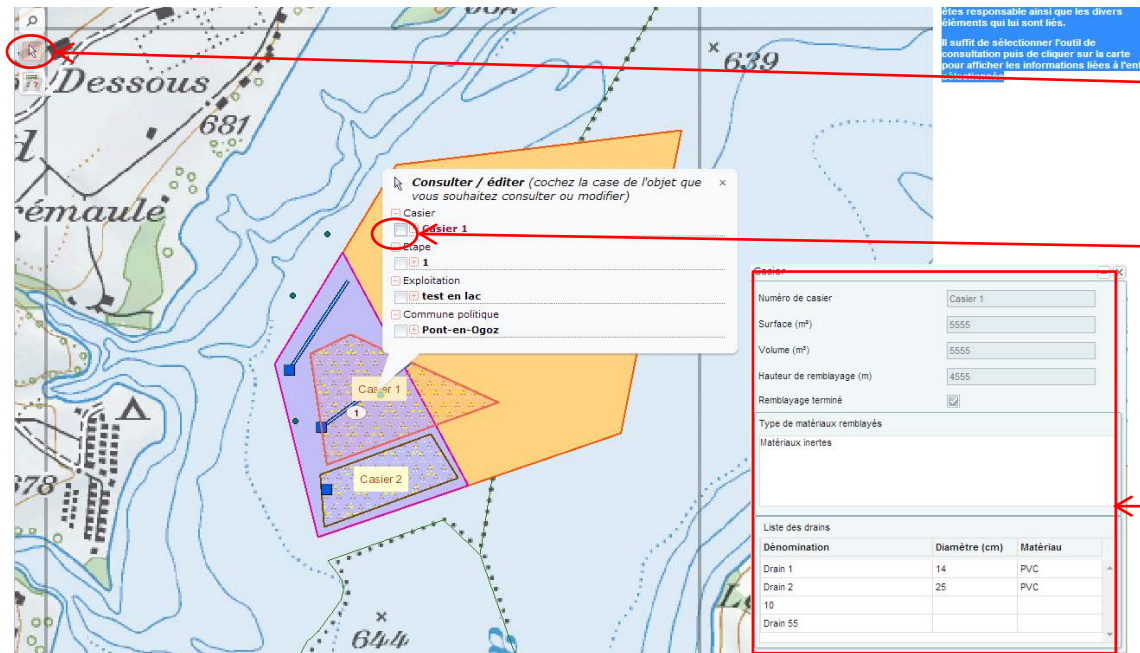 êtes responsable ainsi que les divers
éléments qui lui sont liés.
Il suffit de sélectionner l'outil de
consultation puis de cliquer sur la carte
pour afficher les informations liées à l'ent
Dessous
681
639
Consulter / éditer (cochez la case de l'objet que
vous souhaitez consulter ou modifier)
Casier
Casier 1
Etape
1
Exploitation
test en lac
Commune politique
Pont-en-Ogoz
rémaulé
Casier 1
1
Casier 2
678
644
Casier
Numéro de casier
Casier 1
Surface (m²)
5555
Volume (m³)
5555
Hauteur de remblayage (m)
4555
Remblayage terminé
Type de matériaux remblayés
Matériaux inertes
Liste des drains
Dénomination Diamètre (cm) Matériau
Drain 1 14 PVC
Drain 2 25 PVC
10
Drain 55